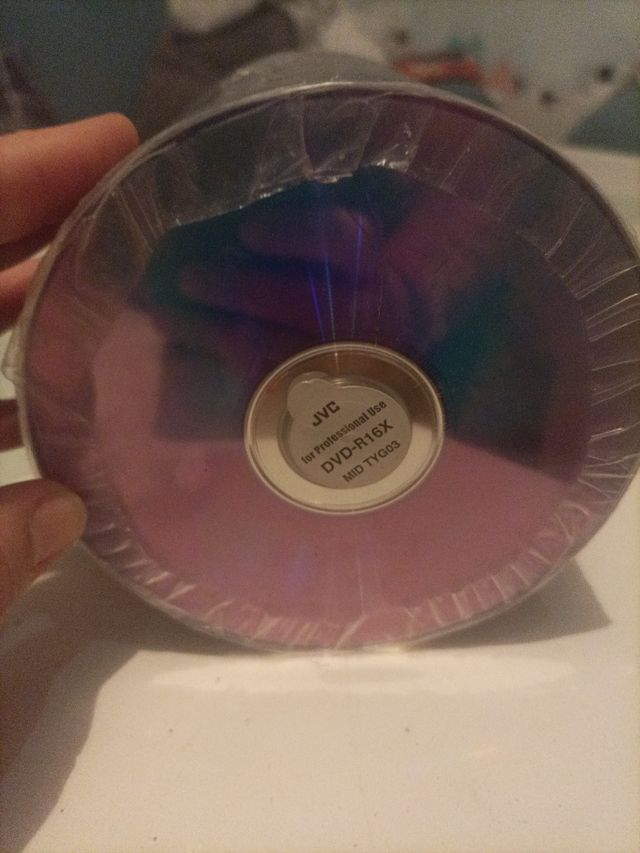 JVC
for Professional Use
DVD-R16X
MID TYG03